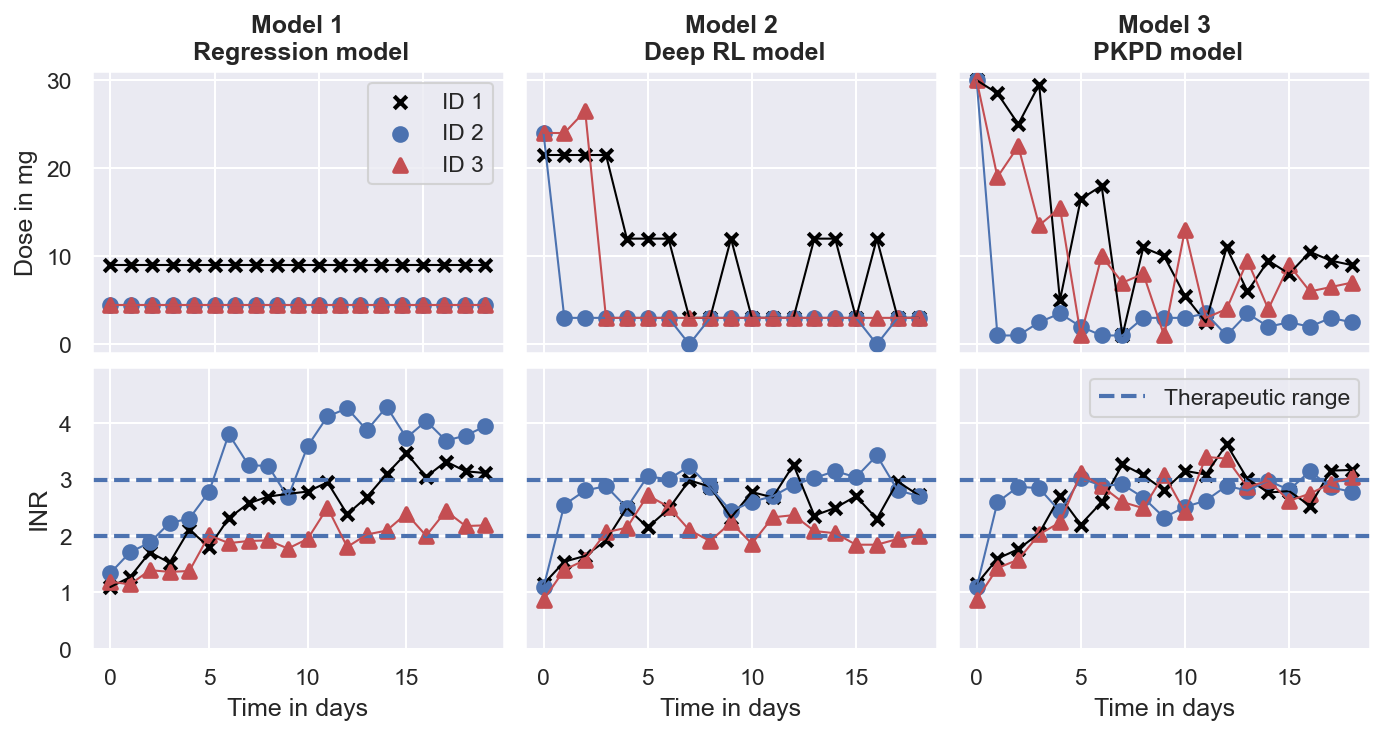 Model 1
Regression model
Model 2
Deep RL model
Model 3
PKPD model
Dose in mg
30
20
10
0
ID 1
ID 2
ID 3
INR
4
3
2
1
0
Therapeutic range
0 5 10 15
0 5 10 15
0 5 10 15
Time in days
Time in days
Time in days